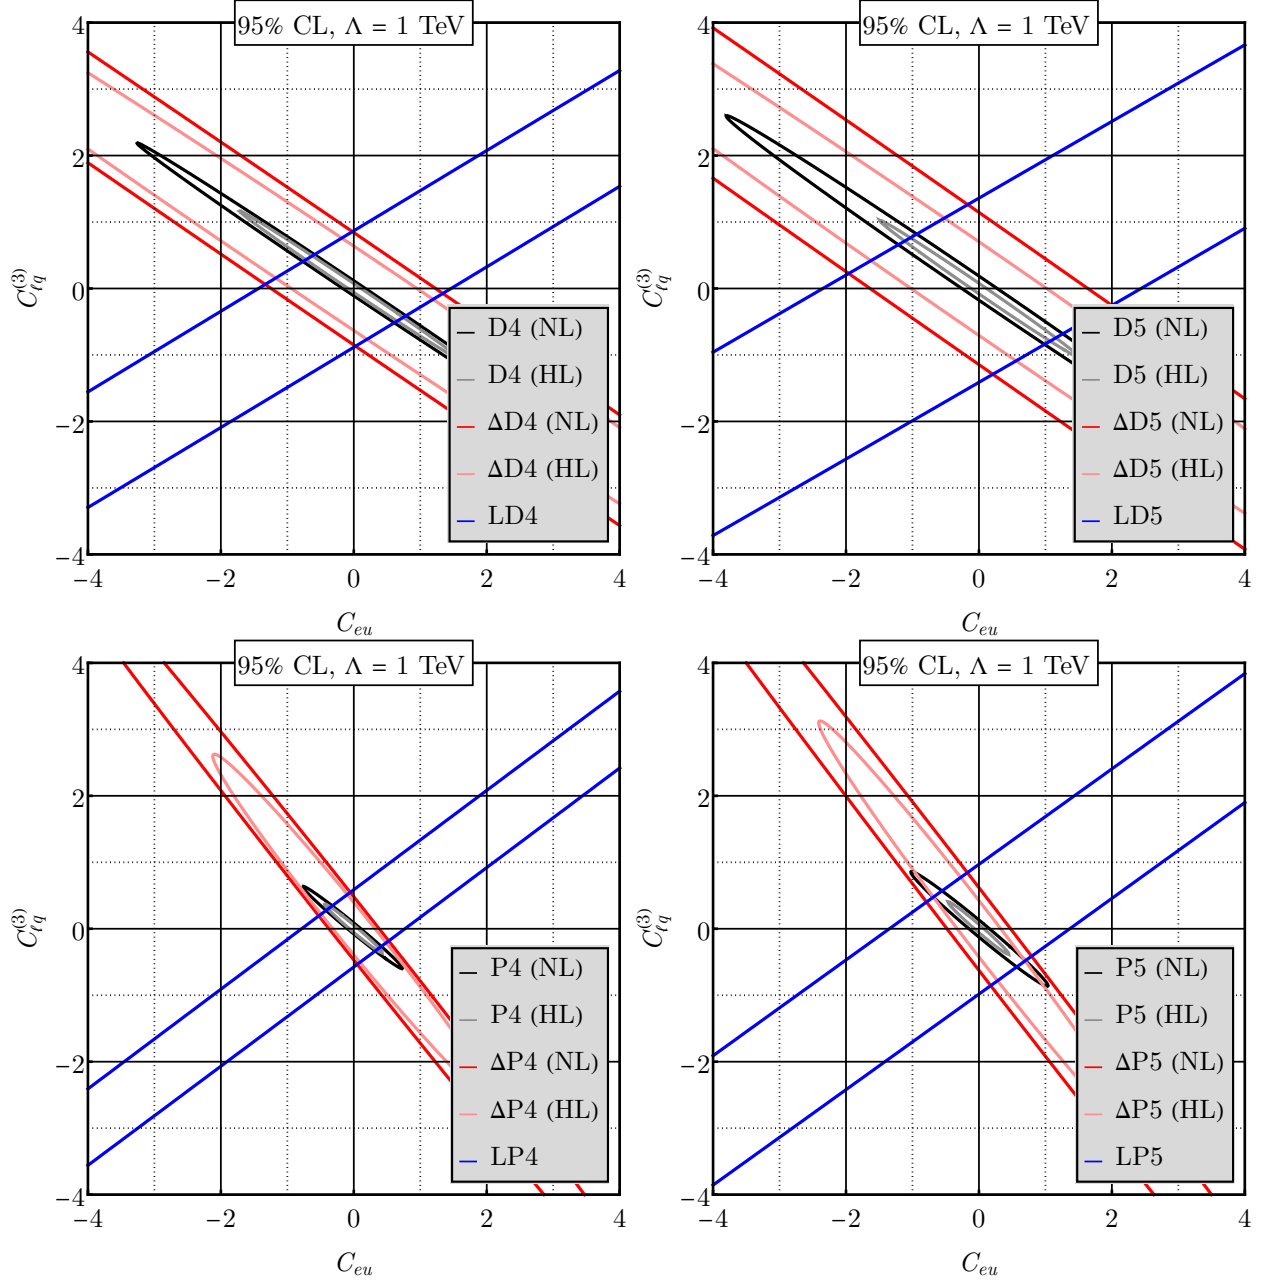 95% CL, Λ = 1 TeV
4
2
0
−2
−4
C_{ℓq}^{(3)}
D4 (NL)
D4 (HL)
ΔD4 (NL)
ΔD4 (HL)
LD4
−4 −2 0 2 4
C_{eu}
95% CL, Λ = 1 TeV
4
2
0
−2
−4
C_{ℓq}^{(3)}
D5 (NL)
D5 (HL)
ΔD5 (NL)
ΔD5 (HL)
LD5
−4 −2 0 2 4
C_{eu}
95% CL, Λ = 1 TeV
4
2
0
−2
−4
C_{ℓq}^{(3)}
P4 (NL)
P4 (HL)
ΔP4 (NL)
ΔP4 (HL)
LP4
−4 −2 0 2 4
C_{eu}
95% CL, Λ = 1 TeV
4
2
0
−2
−4
C_{ℓq}^{(3)}
P5 (NL)
P5 (HL)
ΔP5 (NL)
ΔP5 (HL)
LP5
−4 −2 0 2 4
C_{eu}